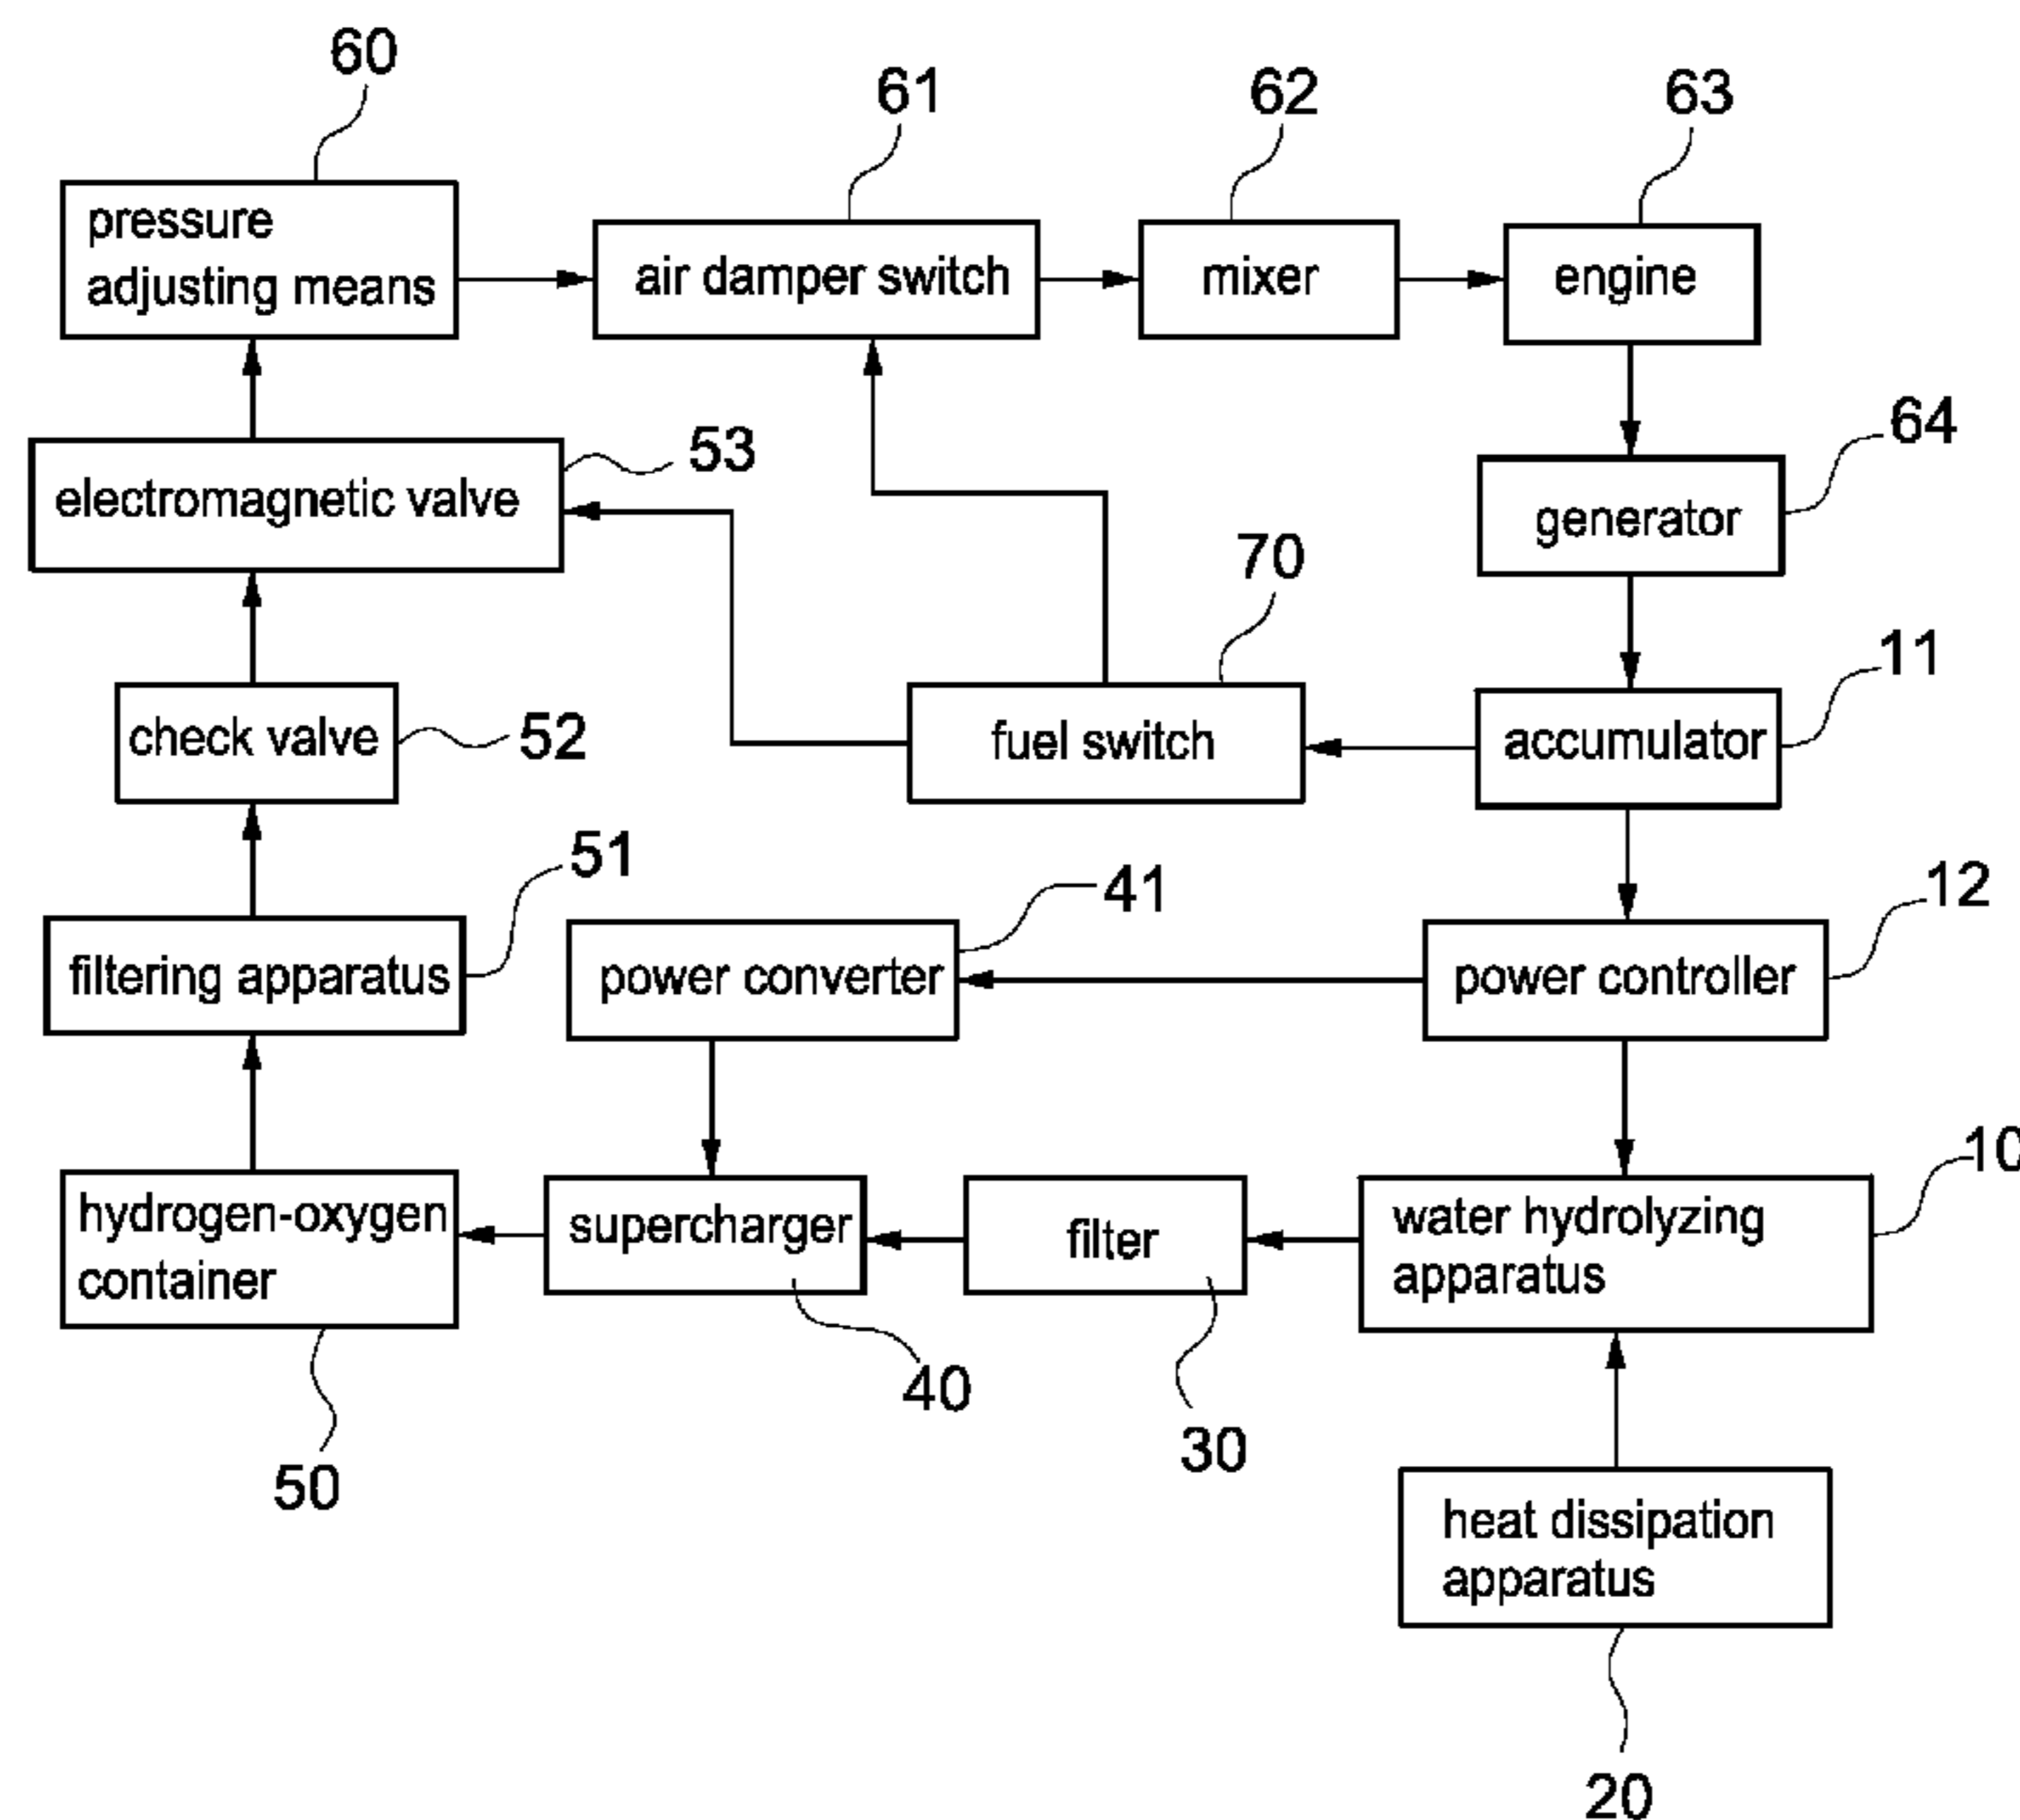 60
61
62
63
pressure
adjusting means
air damper switch
mixer
engine
64
53
electromagnetic valve
generator
70
11
check valve
52
fuel switch
accumulator
51
41
12
filtering apparatus
power converter
power controller
10
hydrogen-oxygen
container
supercharger
filter
water hydrolyzing
apparatus
40
30
50
heat dissipation
apparatus
20